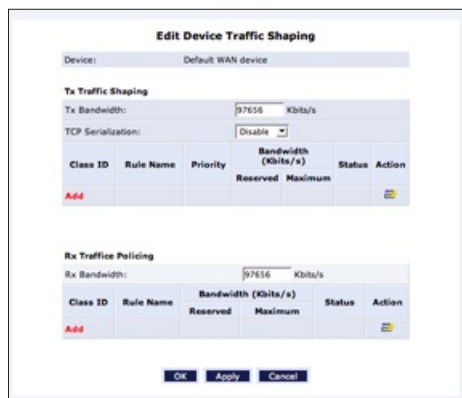 Edit Device Traffic Shaping
Device: Default WAN device
Tx Traffic Shaping
Tx Bandwidth: 97656 Kbits/s
TCP Serialization: Disable
Class ID Rule Name Priority Bandwidth (Kbits/s) Status Action
Reserved Maximum
Add
Rx Traffice Policing
Rx Bandwidth: 97656 Kbits/s
Class ID Rule Name Bandwidth (Kbits/s) Status Action
Reserved Maximum
Add
OK Apply Cancel